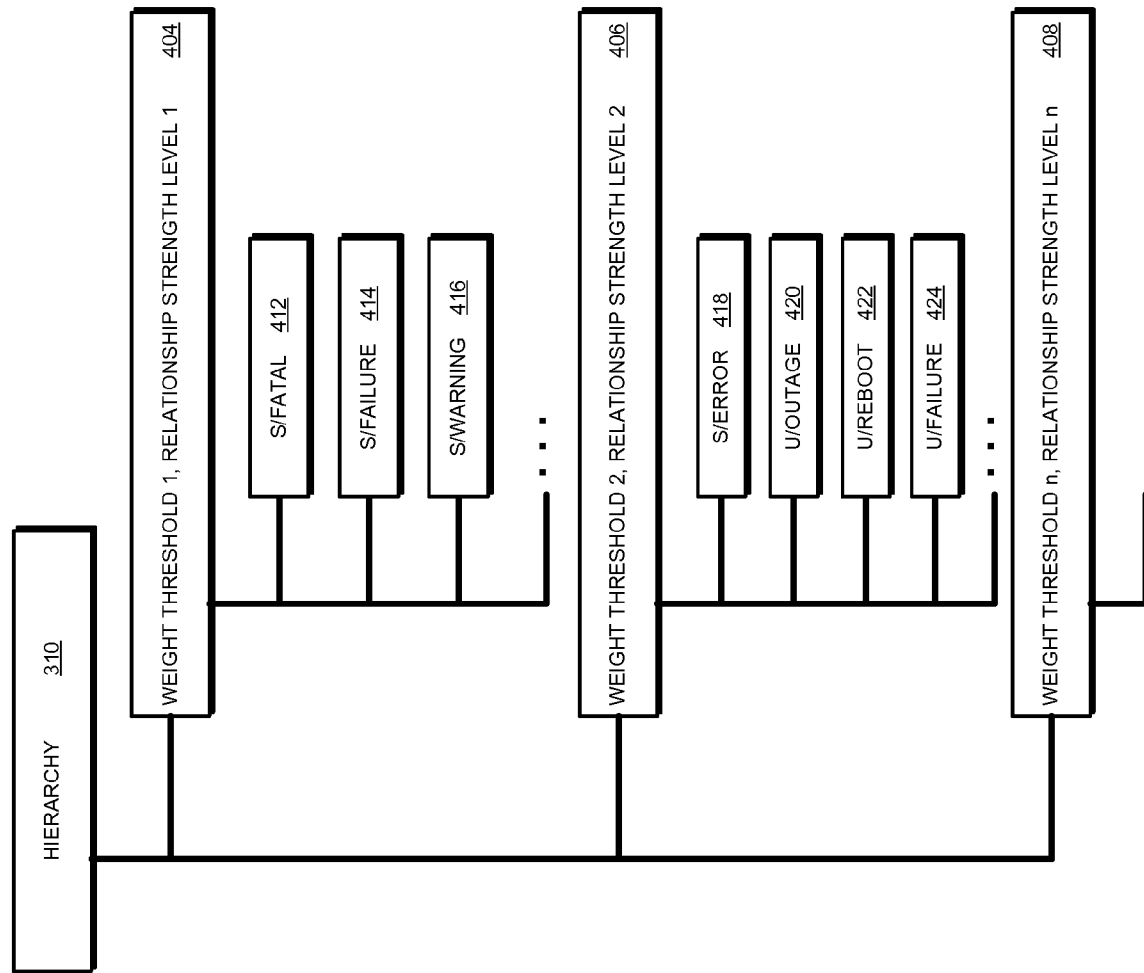 HIERARCHY 310
WEIGHT THRESHOLD 1, RELATIONSHIP STRENGTH LEVEL 1 404
S/FATAL 412
S/FAILURE 414
S/WARNING 416
...
WEIGHT THRESHOLD 2, RELATIONSHIP STRENGTH LEVEL 2 406
S/ERROR 418
U/OUTAGE 420
U/REBOOT 422
U/FAILURE 424
...
WEIGHT THRESHOLD n, RELATIONSHIP STRENGTH LEVEL n 408